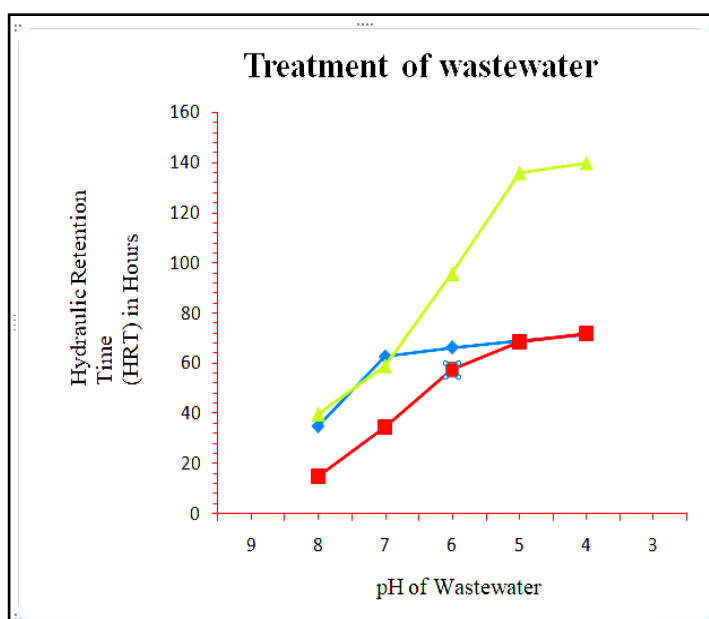 Treatment of wastewater
160
140
120
100
80
60
40
20
0
Hydraulic Retention
Time
(HRT) in Hours
9 8 7 6 5 4 3
pH of Wastewater